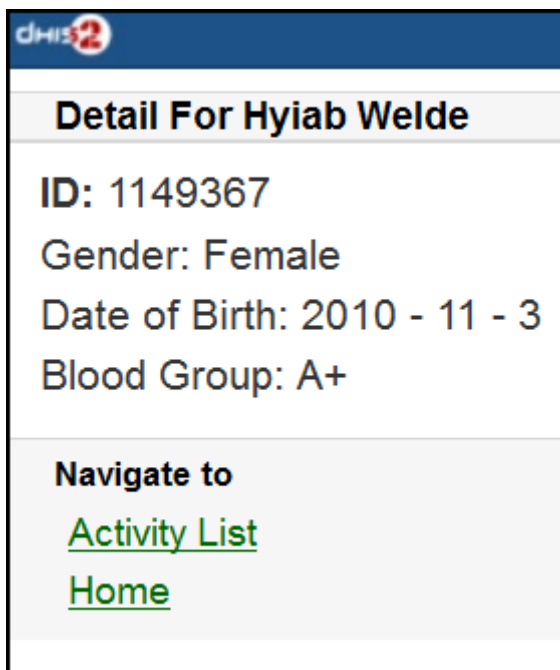 dHIS2
Detail For Hyiab Welde
ID: 1149367
Gender: Female
Date of Birth: 2010 - 11 - 3
Blood Group: A+
Navigate to
Activity List
Home